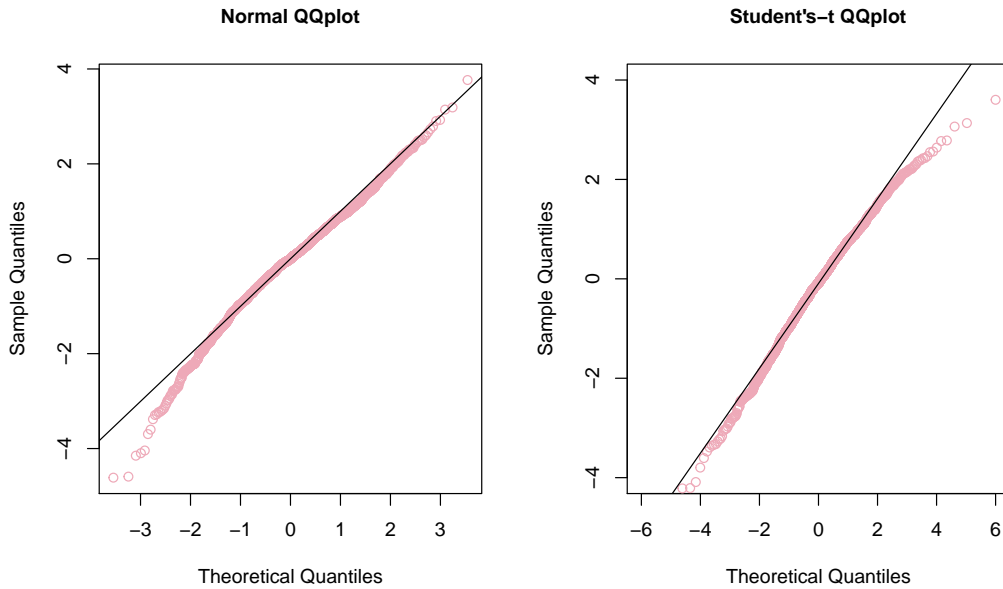 Normal QQplot
4
2
0
−2
−4
Sample Quantiles
−3 −2 −1 0 1 2 3
Theoretical Quantiles
Student's−t QQplot
4
2
0
−2
−4
Sample Quantiles
−6 −4 −2 0 2 4 6
Theoretical Quantiles